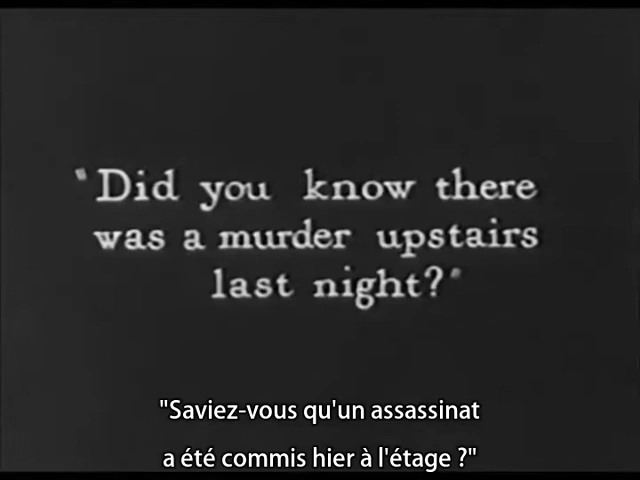 "Did you know there
was a murder upstairs
last night?"
"Saviez-vous qu'un assassinat
a été commis hier à l'étage ?"